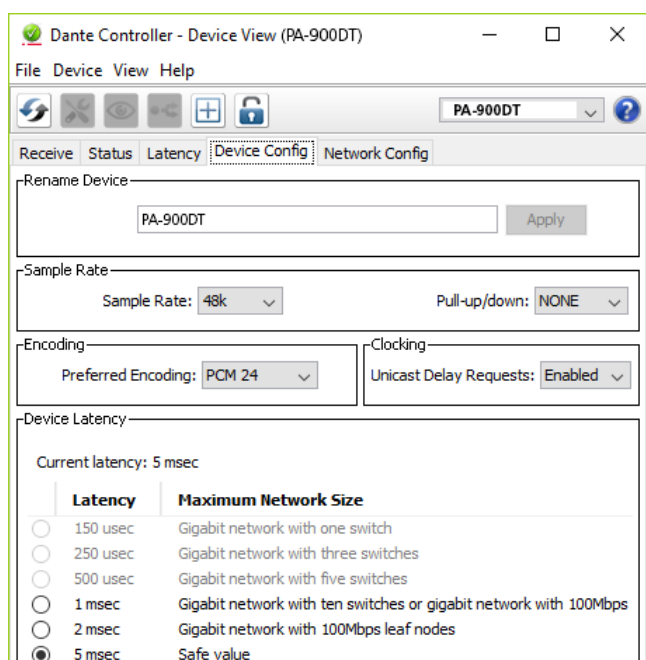 Dante Controller - Device View (PA-900DT)
File Device View Help
PA-900DT
Receive Status Latency Device Config Network Config
Rename Device
PA-900DT Apply
Sample Rate
Sample Rate: 48k Pull-up/down: NONE
Encoding Clocking
Preferred Encoding: PCM 24 Unicast Delay Requests: Enabled
Device Latency
Current latency: 5 msec
Latency Maximum Network Size
150 usec Gigabit network with one switch
250 usec Gigabit network with three switches
500 usec Gigabit network with five switches
1 msec Gigabit network with ten switches or gigabit network with 100Mbps
2 msec Gigabit network with 100Mbps leaf nodes
5 msec Safe value